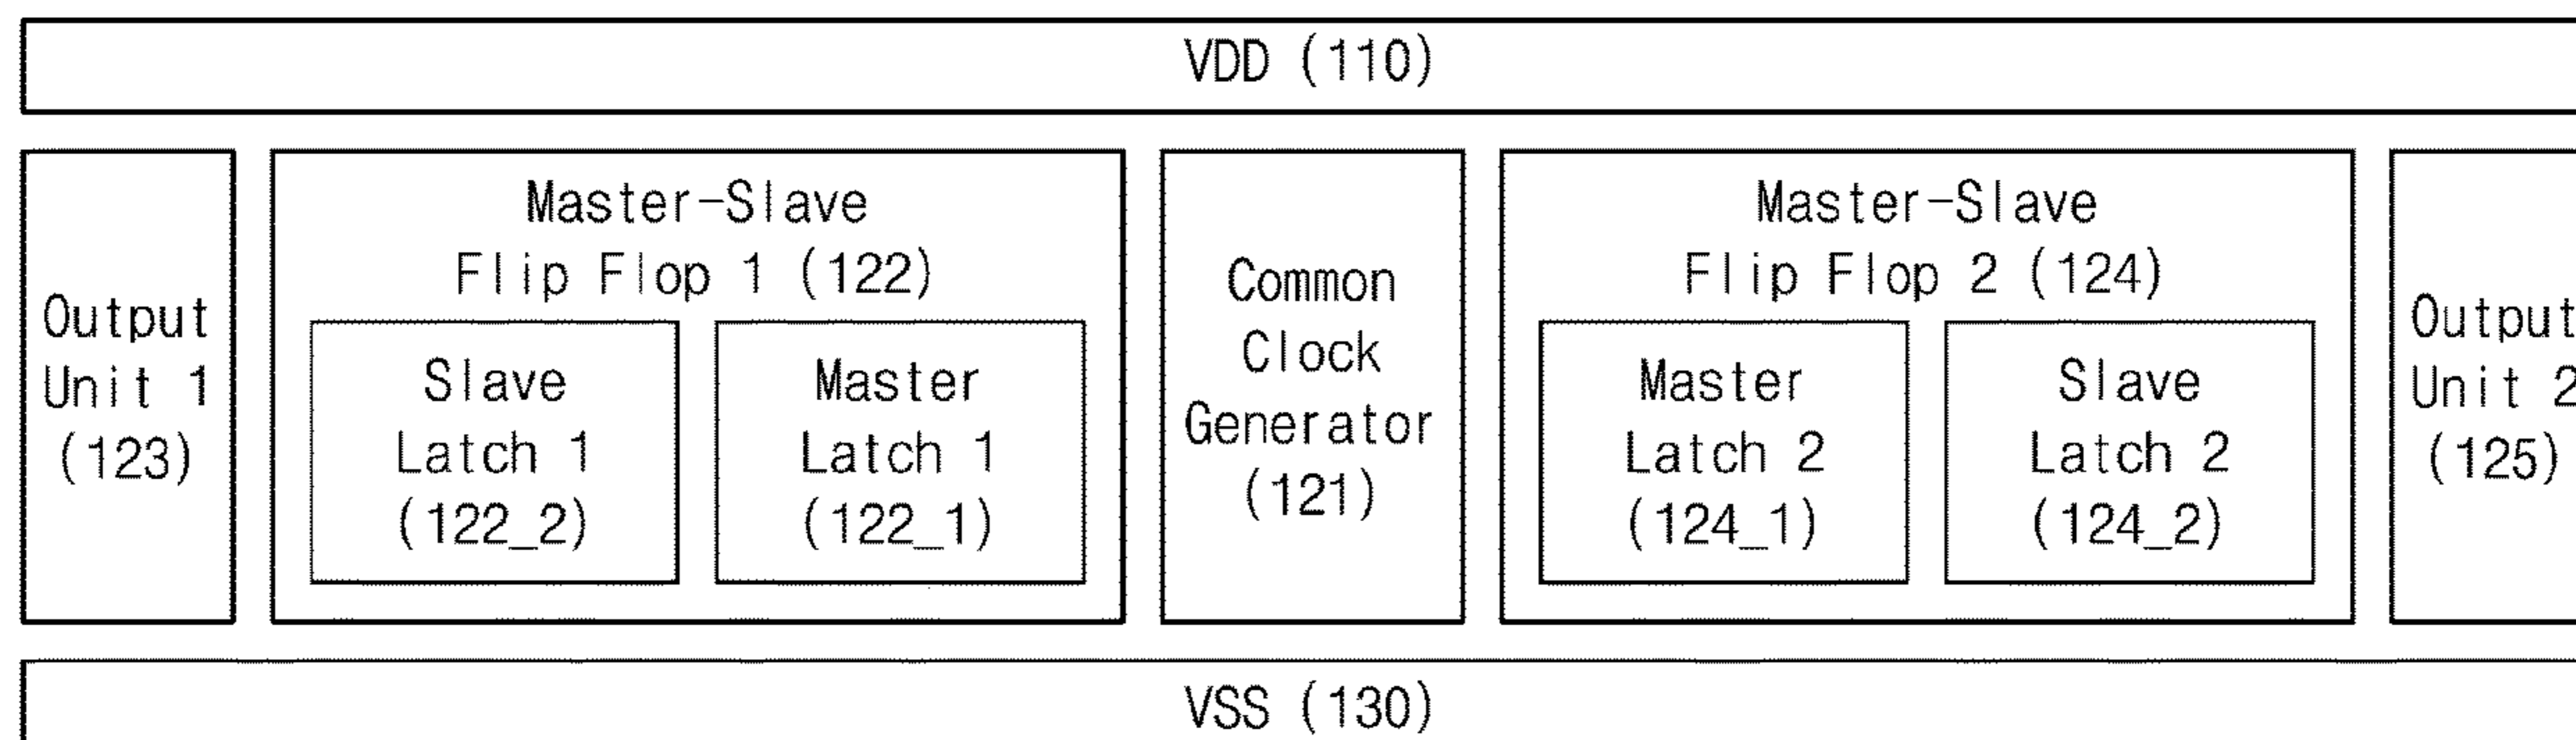 VDD (110)
Output
Unit 1
(123)
Master-Slave
Flip Flop 1 (122)
Slave
Latch 1
(122_2)
Master
Latch 1
(122_1)
Common
Clock
Generator
(121)
Master-Slave
Flip Flop 2 (124)
Master
Latch 2
(124_1)
Slave
Latch 2
(124_2)
Output
Unit 2
(125)
VSS (130)